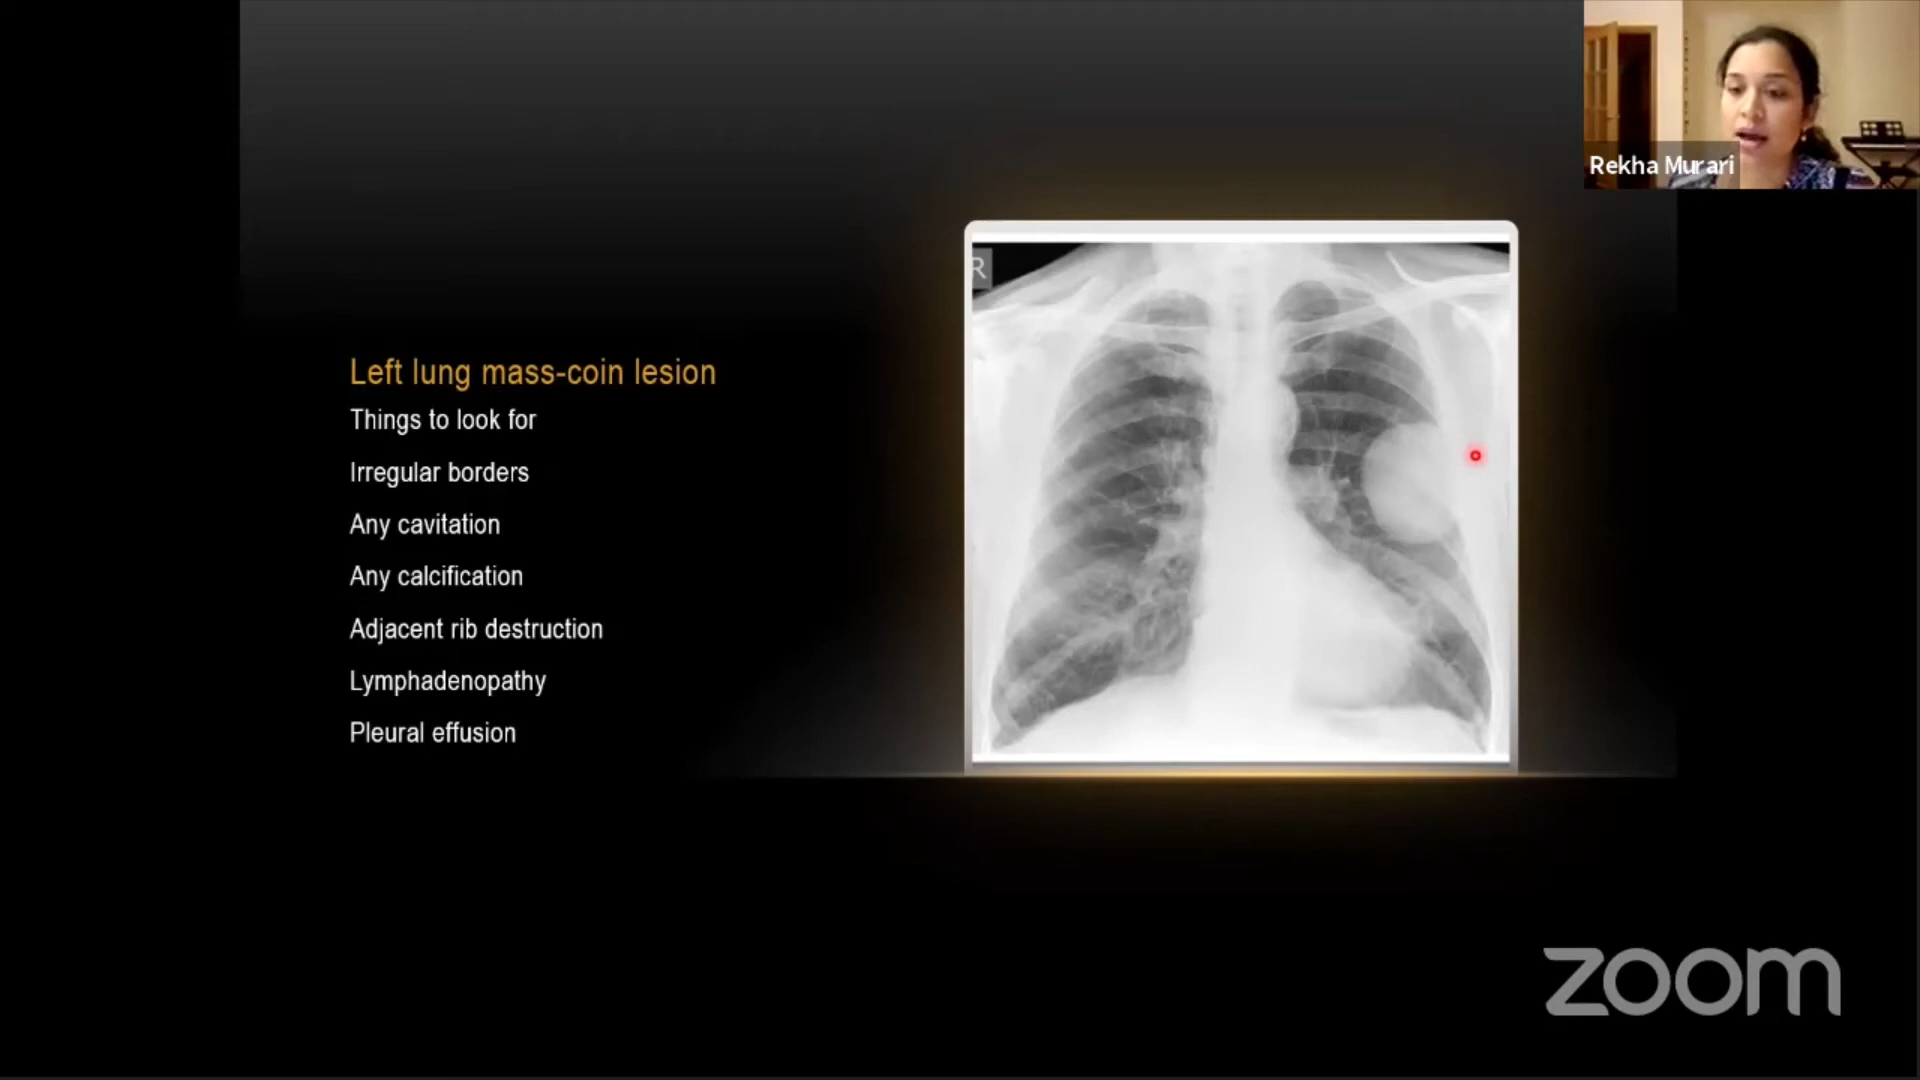 Rekha Murari
R
Left lung mass-coin lesion
Things to look for
Irregular borders
Any cavitation
Any calcification
Adjacent rib destruction
Lymphadenopathy
Pleural effusion
zoom